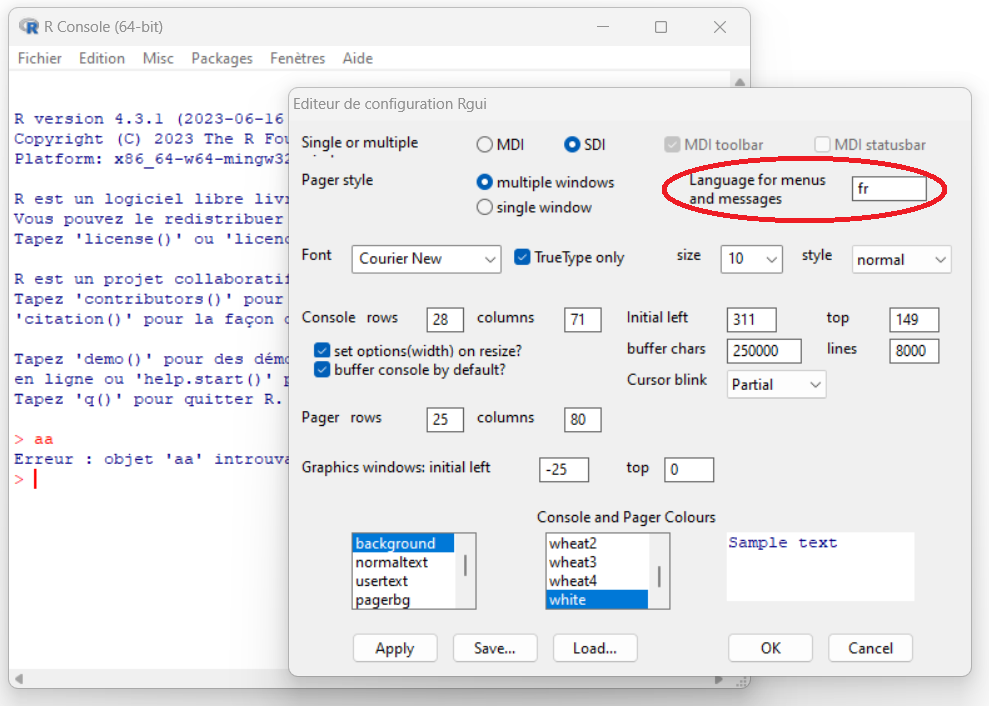 R Console (64-bit)
Fichier Edition Misc Packages Fenètres Aide
R version 4.3.1 (2023-06-16
Copyright (C) 2023 The R Fou
Platform: x86_64-w64-mingw32
R est un logiciel libre livr
Vous pouvez le redistribuer
Tapez 'license()' ou 'licenc
R est un projet collaboratif
Tapez 'contributors()' pour
'citation()' pour la façon d
Tapez 'demo()' pour des démo
en ligne ou 'help.start()' p
Tapez 'q()' pour quitter R.
> aa
Erreur : objet 'aa' introuva
>
Editeur de configuration Rgui
Single or multiple MDI SDI MDI toolbar MDI statusbar
Pager style multiple windows single window
Language for menus
and messages fr
Font Courier New TrueType only size 10 style normal
Console rows 28 columns 71 Initial left 311 top 149
set options(width) on resize? buffer chars 250000 lines 8000
buffer console by default? Cursor blink Partial
Pager rows 25 columns 80
Graphics windows: initial left -25 top 0
Console and Pager Colours
background
normaltext
usertext
pagerbg
wheat2
wheat3
wheat4
white
Sample text
Apply Save... Load... OK Cancel